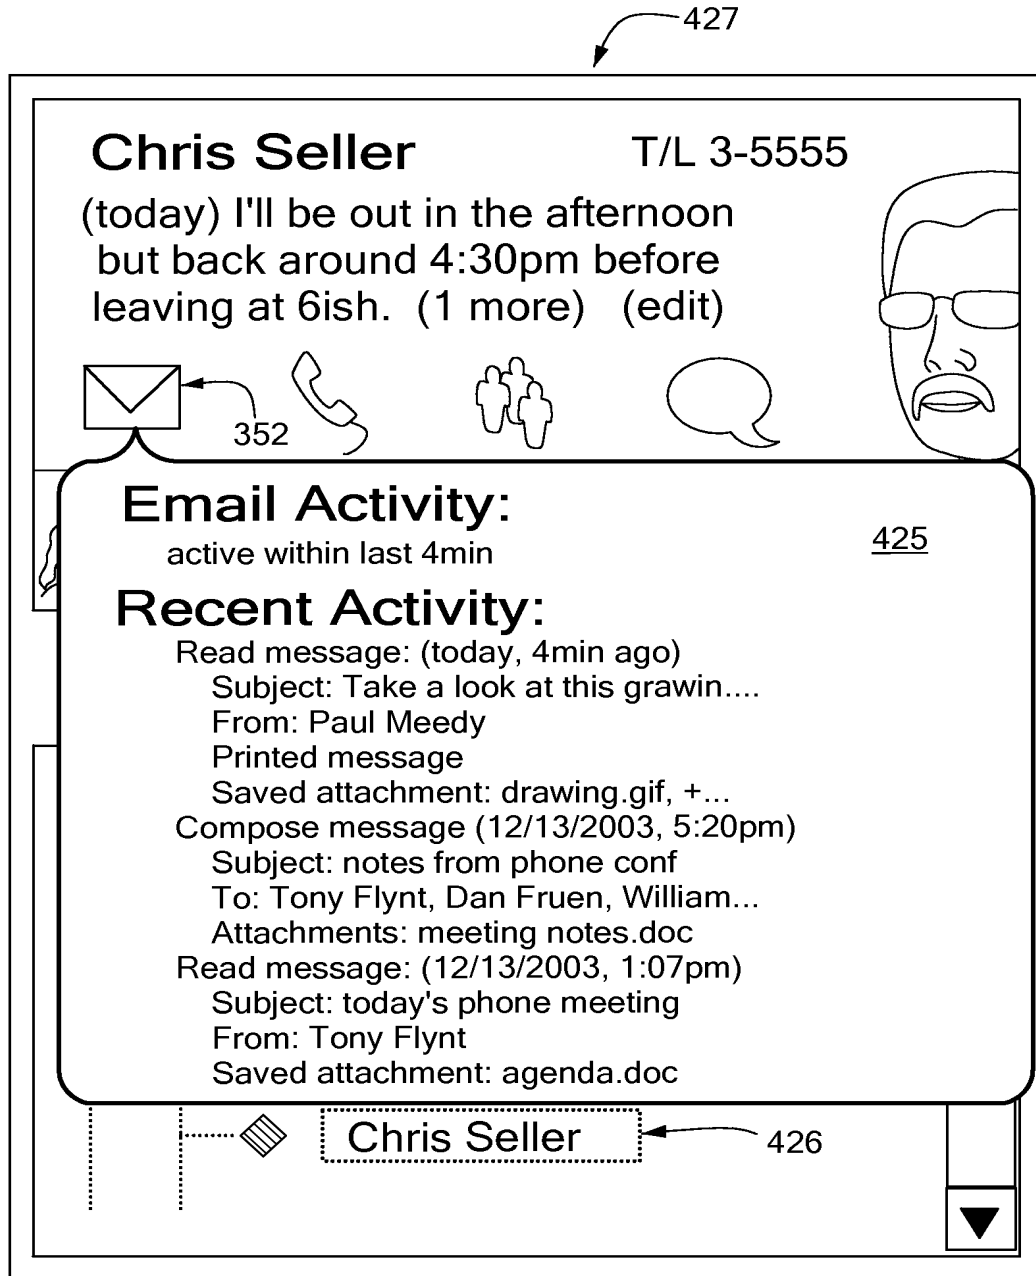 427
Chris Seller T/L 3-5555
(today) I'll be out in the afternoon
but back around 4:30pm before
leaving at 6ish. (1 more) (edit)
352
Email Activity:
425
active within last 4min
Recent Activity:
Read message: (today, 4min ago)
Subject: Take a look at this grawin....
From: Paul Meedy
Printed message
Saved attachment: drawing.gif, +...
Compose message (12/13/2003, 5:20pm)
Subject: notes from phone conf
To: Tony Flynt, Dan Fruen, William...
Attachments: meeting notes.doc
Read message: (12/13/2003, 1:07pm)
Subject: today's phone meeting
From: Tony Flynt
Saved attachment: agenda.doc
Chris Seller 426